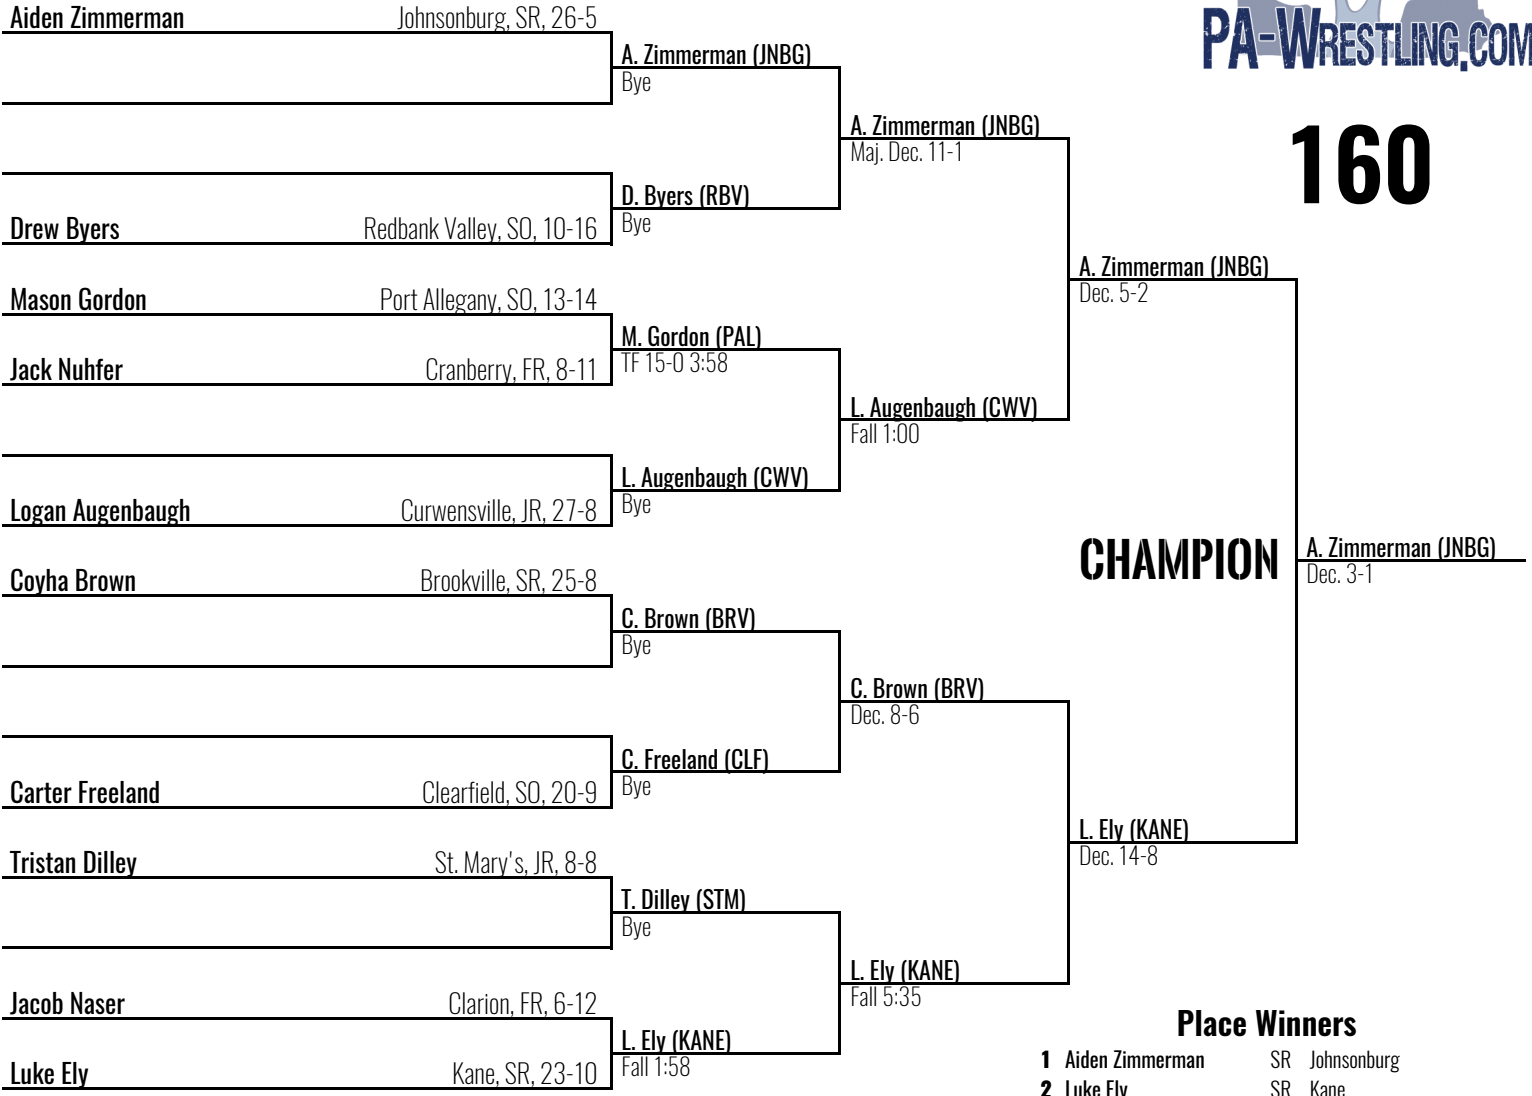 Aiden Zimmerman Johnsonburg, SR, 26-5
A. Zimmerman (JNBG)
Bye
PA-WRESTLING.COM
A. Zimmerman (JNBG)
Maj. Dec. 11-1
160
D. Byers (RBV)
Bye
Drew Byers Redbank Valley, SO, 10-16
A. Zimmerman (JNBG)
Dec. 5-2
Mason Gordon Port Allegany, SO, 13-14
M. Gordon (PAL)
TF 15-0 3:58
Jack Nuhfer Cranberry, FR, 8-11
L. Augenbaugh (CWV)
Fall 1:00
L. Augenbaugh (CWV)
Bye
Logan Augenbaugh Curwensville, JR, 27-8
CHAMPION
A. Zimmerman (JNBG)
Dec. 3-1
Coyha Brown Brookville, SR, 25-8
C. Brown (BRV)
Bye
C. Brown (BRV)
Dec. 8-6
C. Freeland (CLF)
Bye
Carter Freeland Clearfield, SO, 20-9
L. Ely (KANE)
Dec. 14-8
Tristan Dilley St. Mary's, JR, 8-8
T. Dilley (STM)
Bye
L. Ely (KANE)
Fall 5:35
Jacob Naser Clarion, FR, 6-12
L. Ely (KANE)
Fall 1:58
Luke Ely Kane, SR, 23-10
Place Winners
1 Aiden Zimmerman SR Johnsonburg
2 Luke Ely SR Kane